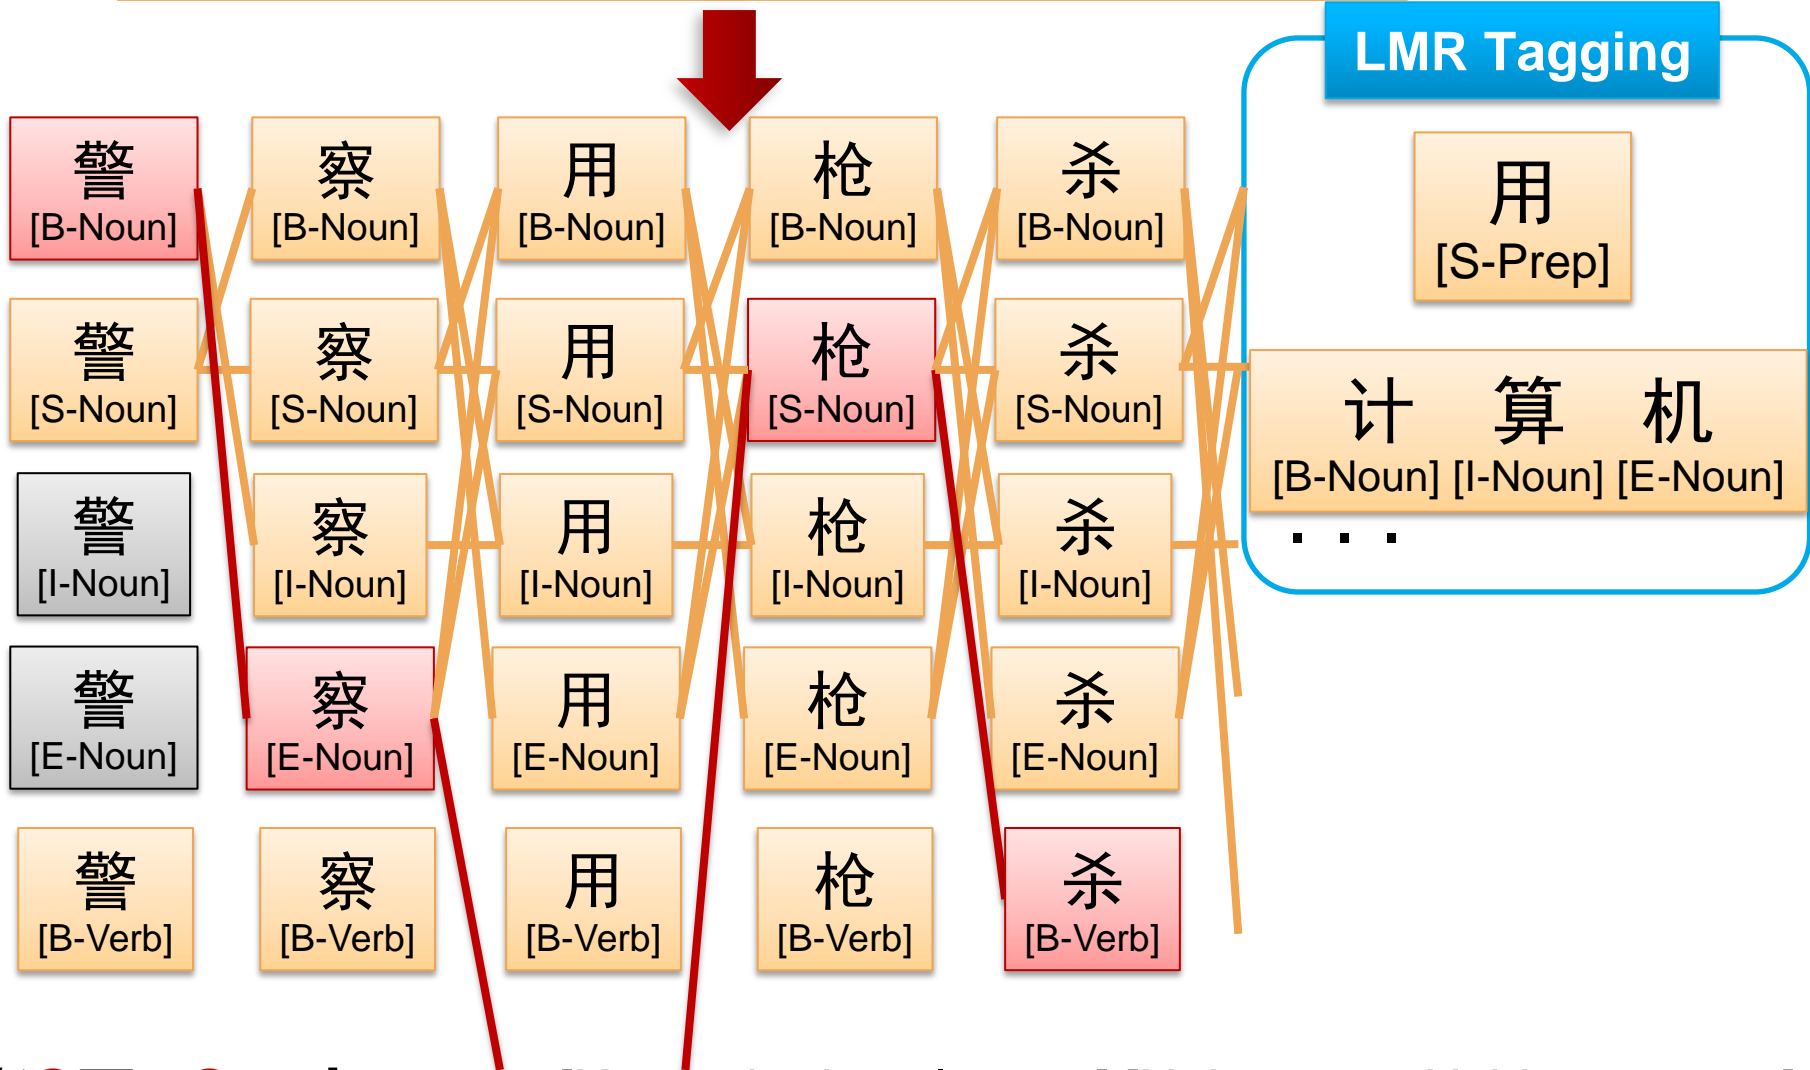 LMR Tagging
用
[S-Prep]
计 算 机
[B-Noun] [I-Noun] [E-Noun]
. . .
警 察 用 枪 杀
[B-Noun] [B-Noun] [B-Noun] [B-Noun] [B-Noun]
警 察 用 枪 杀
[S-Noun] [S-Noun] [S-Noun] [S-Noun] [S-Noun]
警 察 用 枪 杀
[I-Noun] [I-Noun] [I-Noun] [I-Noun] [I-Noun]
警 察 用 枪 杀
[E-Noun] [E-Noun] [E-Noun] [E-Noun] [E-Noun]
警 察 用 枪 杀
[B-Verb] [B-Verb] [B-Verb] [B-Verb] [B-Verb]